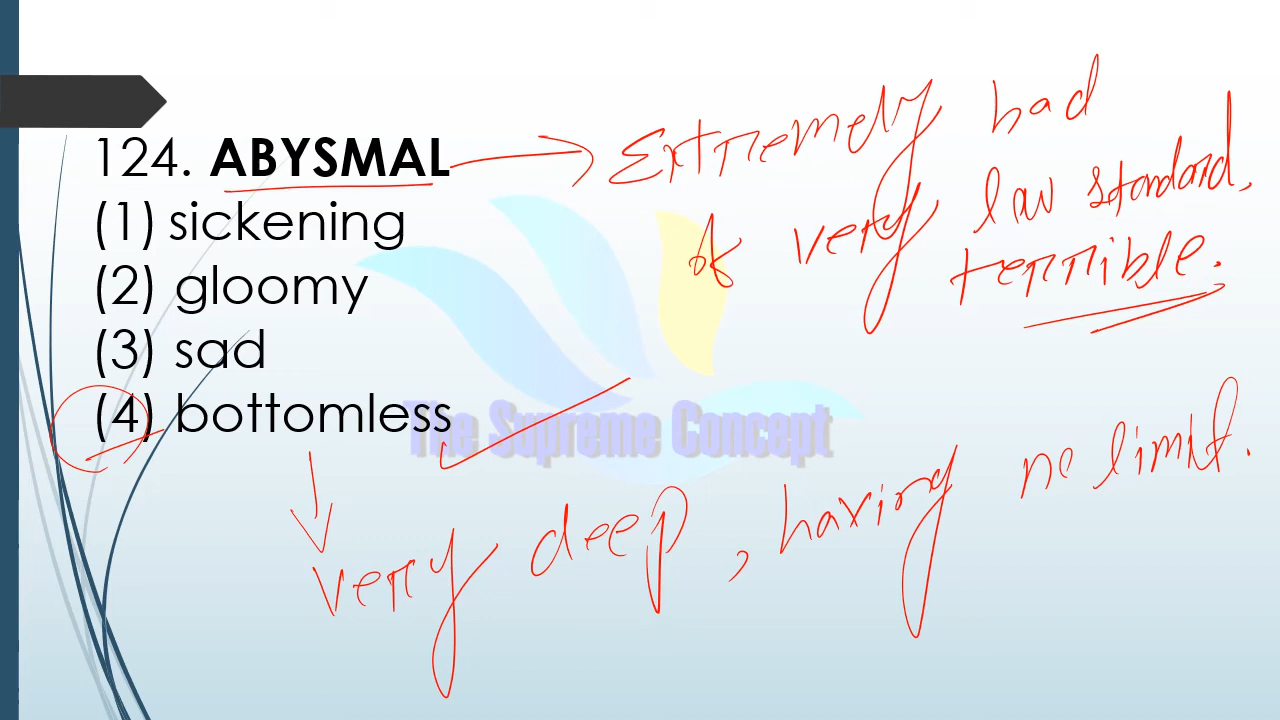 124. ABYSMAL
Extremely bad
of very law standard,
terrible.
(1) sickening
(2) gloomy
(3) sad
(4) bottomless
The Supreme Concept
very deep, having no limit.